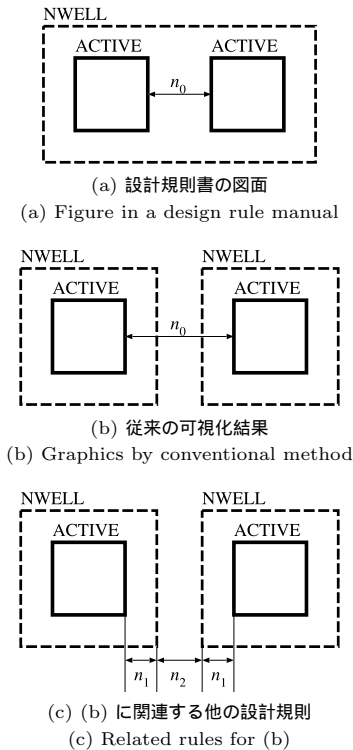 NWELL
ACTIVE ACTIVE
n0
(a) 設計規則書の図面
(a) Figure in a design rule manual
NWELL NWELL
ACTIVE ACTIVE
n0
(b) 従来の可視化結果
(b) Graphics by conventional method
NWELL NWELL
ACTIVE ACTIVE
n1 n2 n1
(c) (b) に関連する他の設計規則
(c) Related rules for (b)